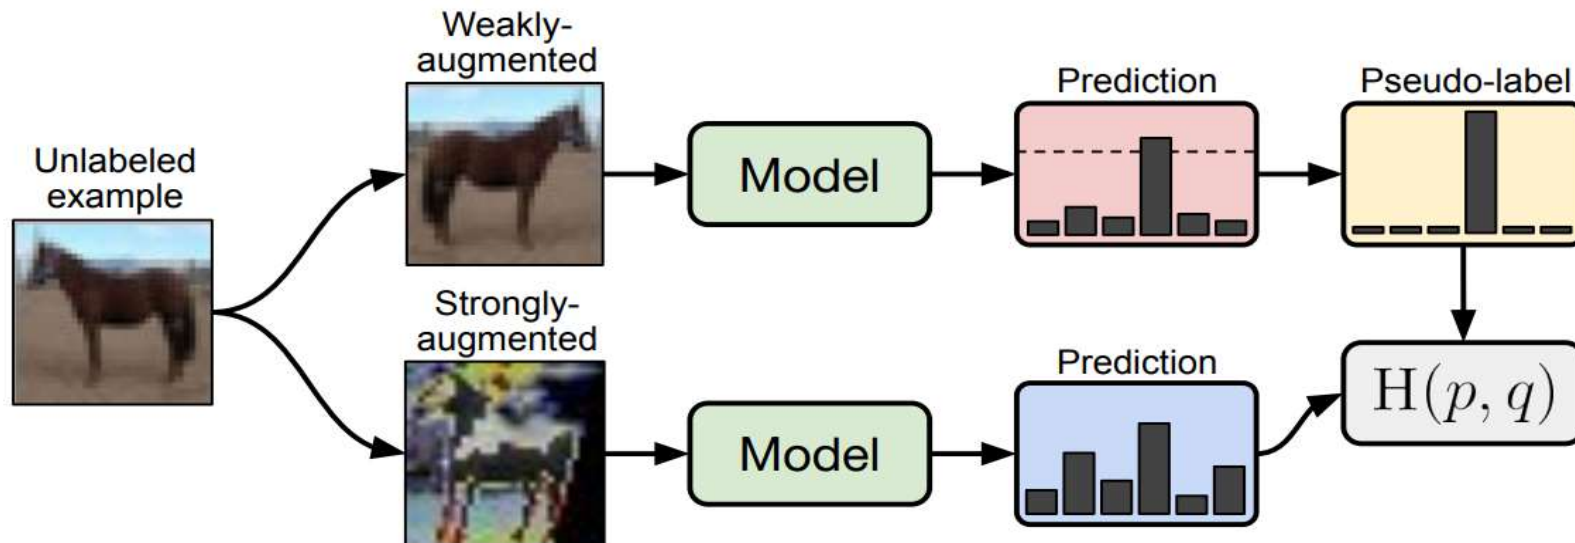 Unlabeled
example
Weakly-
augmented
Model
Prediction
Pseudo-label
Strongly-
augmented
Model
Prediction
H(p, q)